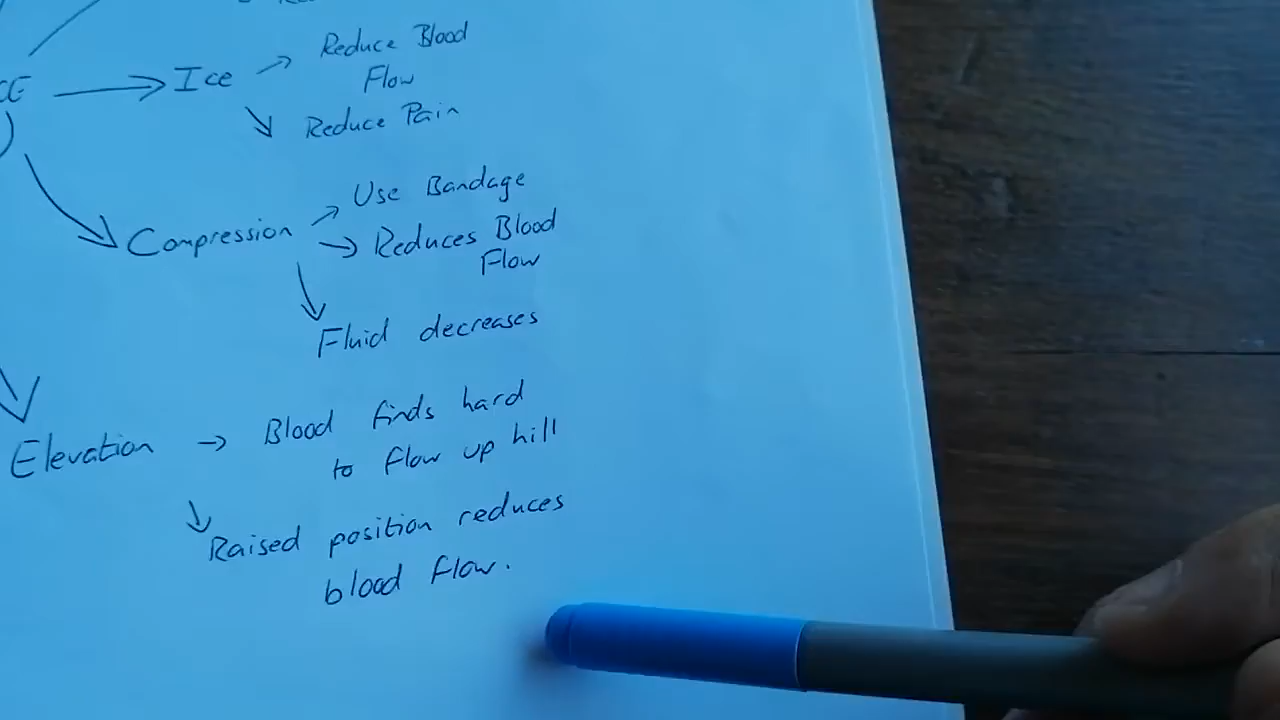 Ice
Reduce Blood
Flow
Reduce Pain
Compression
Use Bandage
Reduces Blood
Flow
Fluid decreases
Elevation
Blood finds hard
to flow up hill
Raised position reduces
blood flow.